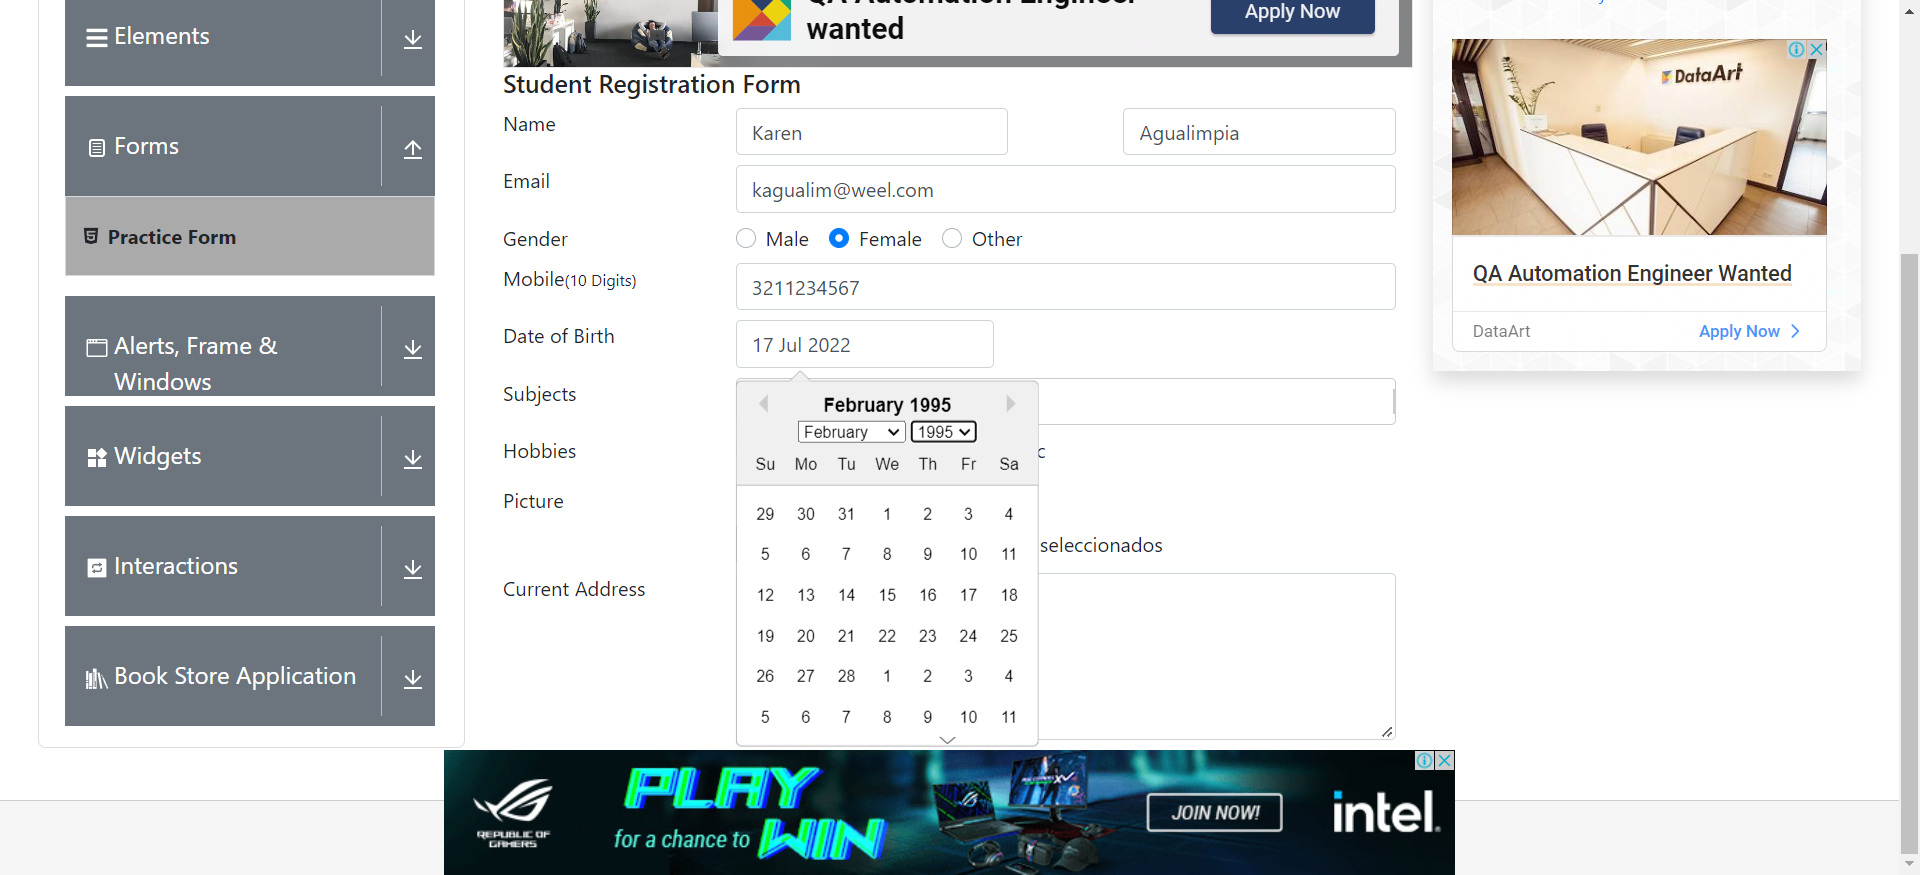 Elements
Forms
Practice Form
Alerts, Frame &
Windows
Widgets
Interactions
Book Store Application
wanted
Apply Now
Student Registration Form
Name
Karen
Agualimpia
Email
kagualim@weel.com
Gender
Male
Female
Other
Mobile(10 Digits)
3211234567
Date of Birth
17 Jul 2022
Subjects
February 1995
February
1995
Su Mo Tu We Th Fr Sa
29 30 31 1 2 3 4
5 6 7 8 9 10 11
12 13 14 15 16 17 18
19 20 21 22 23 24 25
26 27 28 1 2 3 4
5 6 7 8 9 10 11
Hobbies
c
Picture
seleccionados
Current Address
DataArt
QA Automation Engineer Wanted
DataArt
Apply Now
REPUBLIC OF
GAMERS
PLAY
for a chance to WIN
JOIN NOW!
intel.